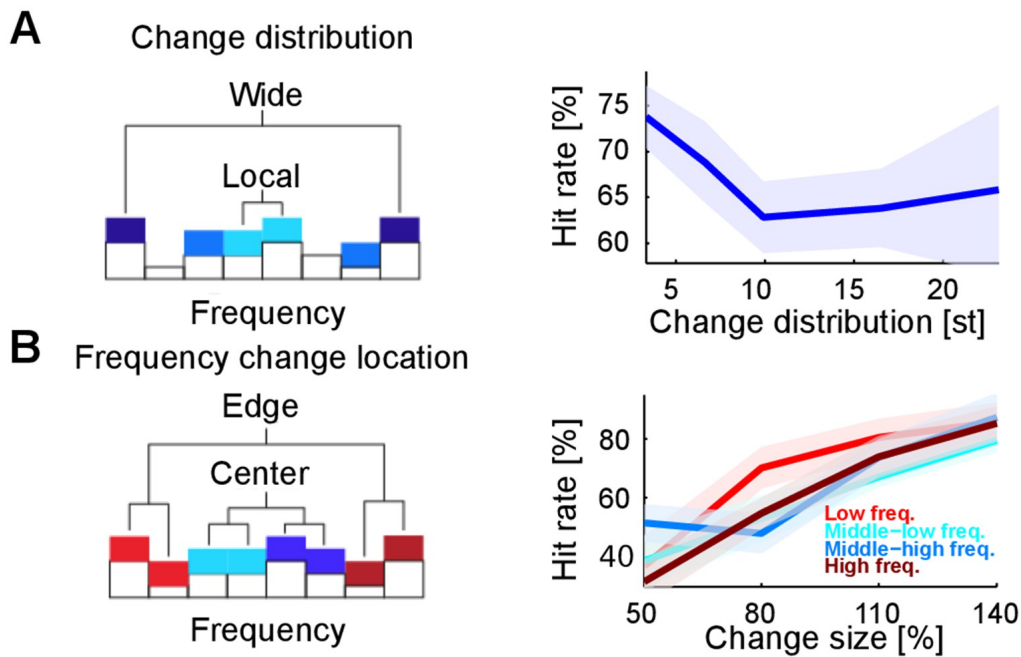 A
Change distribution
Wide
Local
Frequency
Hit rate [%]
75
70
65
60
5 10 15 20
Change distribution [st]
B
Frequency change location
Edge
Center
Frequency
Hit rate [%]
80
60
40
Low freq.
Middle-low freq.
Middle-high freq.
High freq.
50 80 110 140
Change size [%]